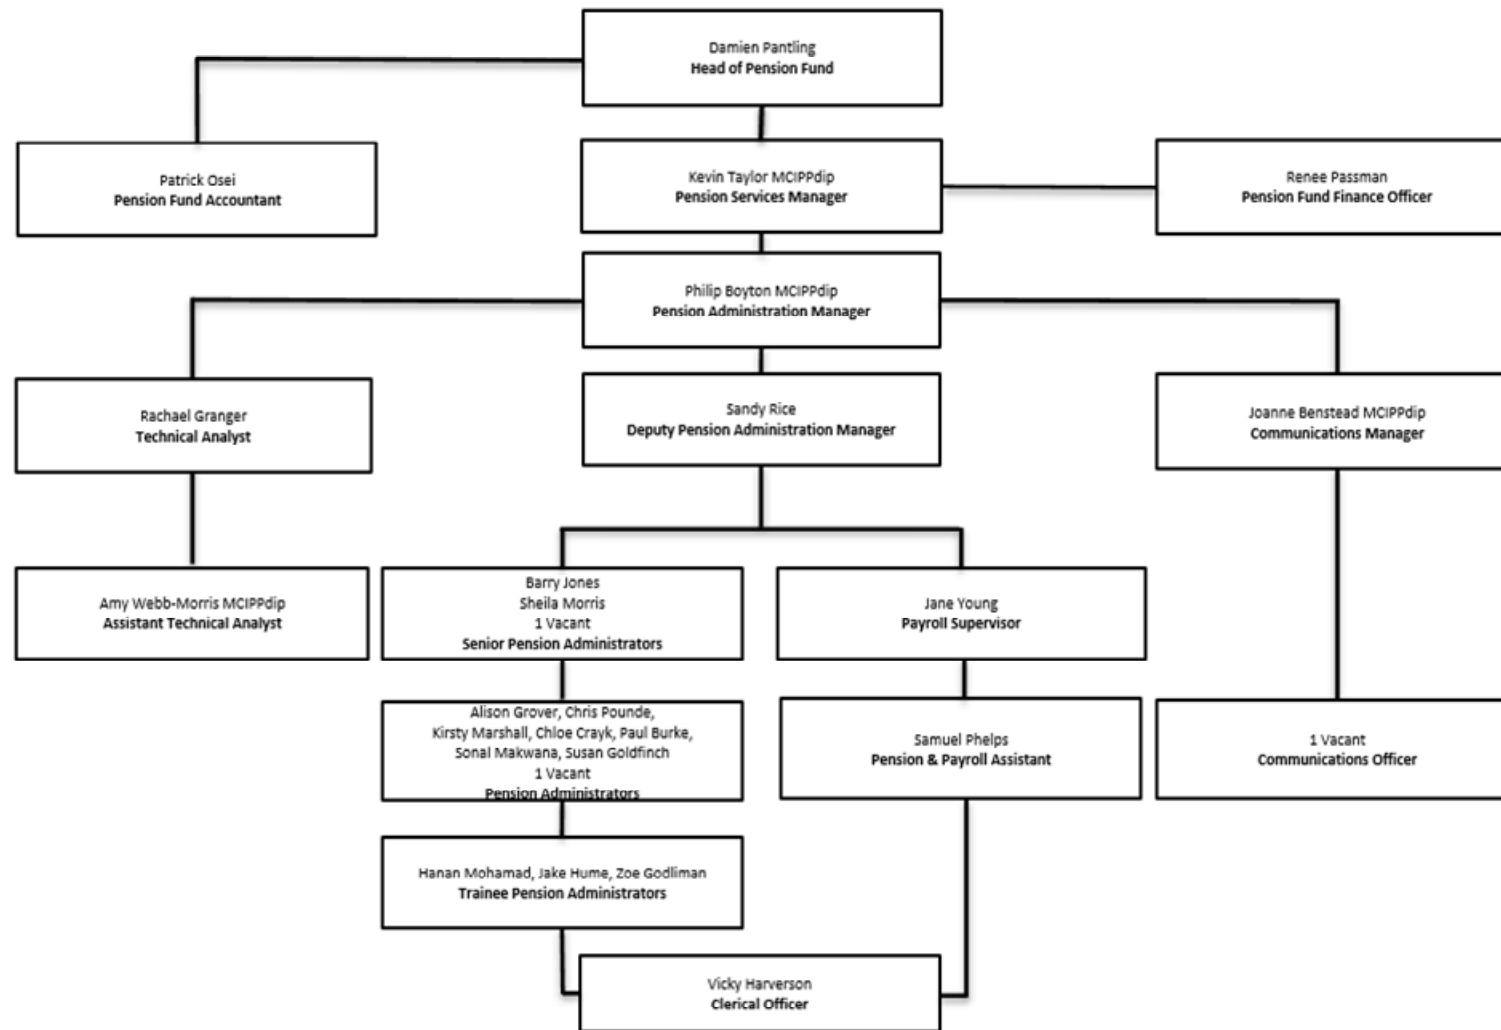 Damien Pantling
Head of Pension Fund
Patrick Osei
Pension Fund Accountant
Kevin Taylor MCIPPdip
Pension Services Manager
Renee Passman
Pension Fund Finance Officer
Philip Boyton MCIPPdip
Pension Administration Manager
Rachael Granger
Technical Analyst
Sandy Rice
Deputy Pension Administration Manager
Joanne Benstead MCIPPdip
Communications Manager
Amy Webb-Morris MCIPPdip
Assistant Technical Analyst
Barry Jones
Sheila Morris
1 Vacant
Senior Pension Administrators
Jane Young
Payroll Supervisor
Alison Grover, Chris Pounde,
Kirsty Marshall, Chloe Crayk, Paul Burke,
Sonal Makwana, Susan Goldfinch
1 Vacant
Pension Administrators
Samuel Phelps
Pension & Payroll Assistant
1 Vacant
Communications Officer
Hanan Mohamad, Jake Hume, Zoe Godliman
Trainee Pension Administrators
Vicky Harverson
Clerical Officer